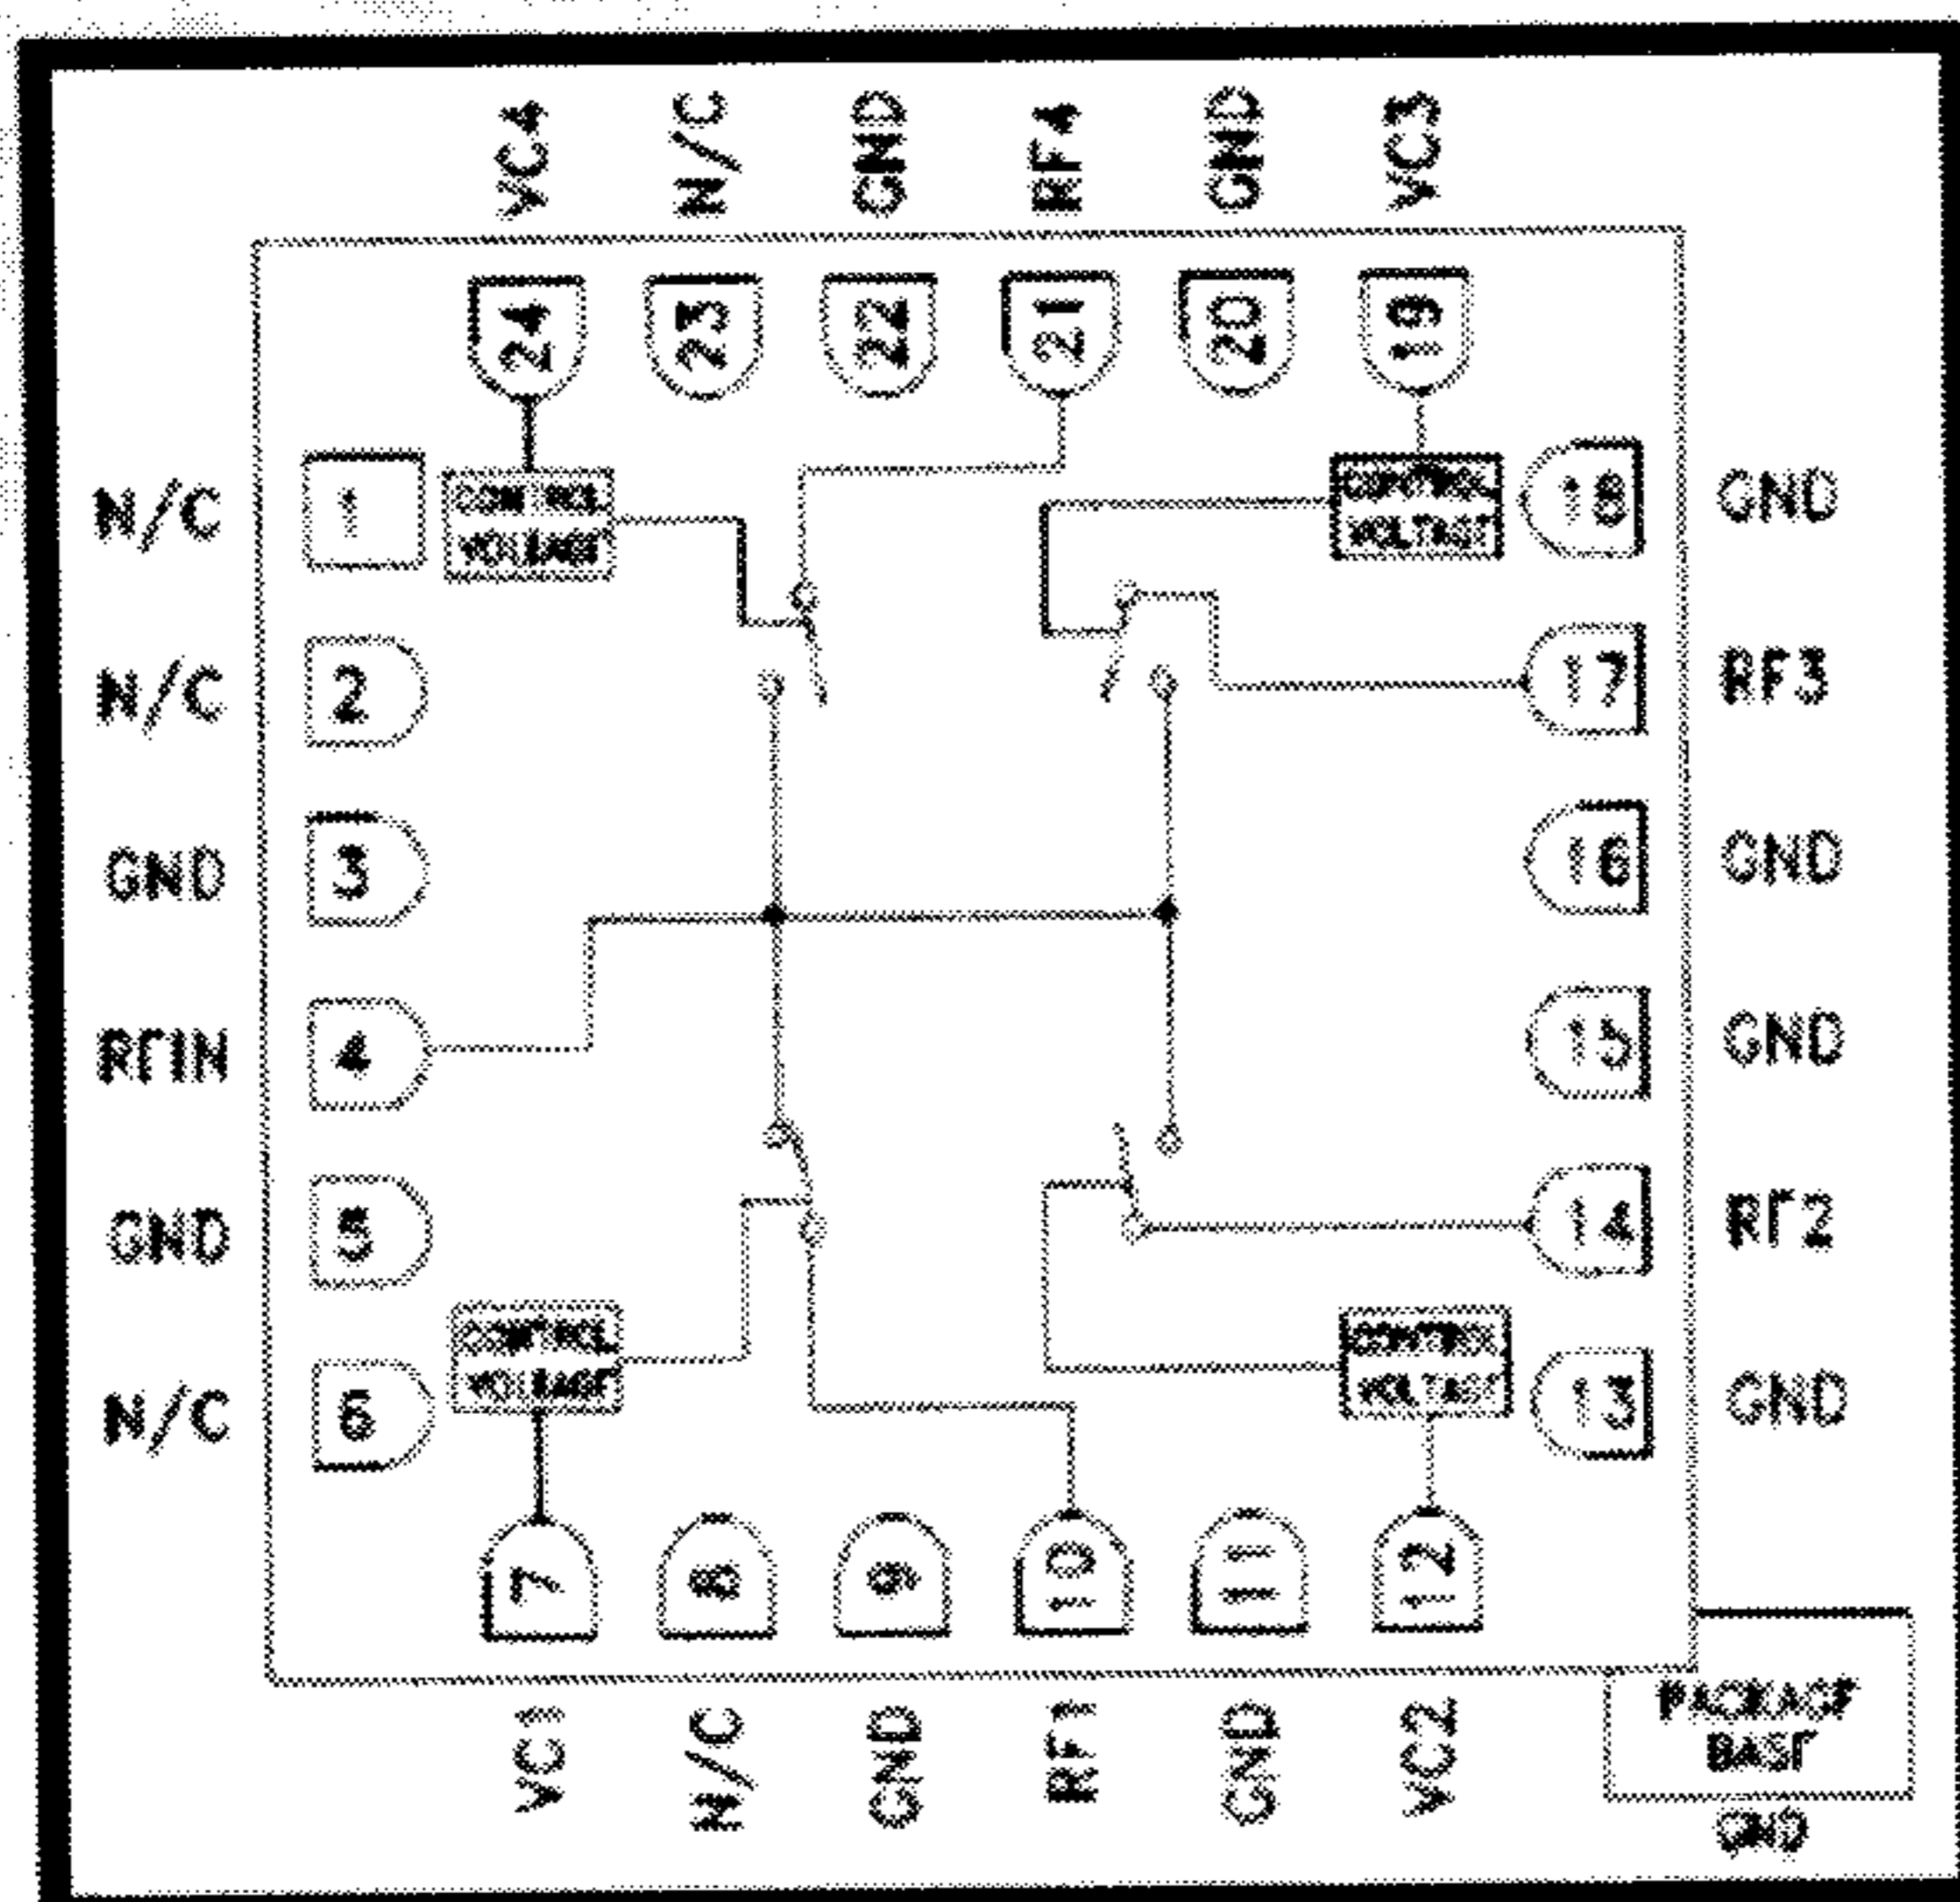 VC4
N/C
GND
RF4
GND
VC3
24
23
22
21
20
19
N/C
1
CONTROL
VOLTAGE
CONTROL
VOLTAGE
18
GND
N/C
2
17
RF3
GND
3
16
GND
RFIN
4
15
GND
GND
5
14
RF2
N/C
6
CONTROL
VOLTAGE
CONTROL
VOLTAGE
13
GND
7
8
9
10
11
12
VC1
N/C
GND
RF1
GND
VC2
PACKAGE
BASE
GND